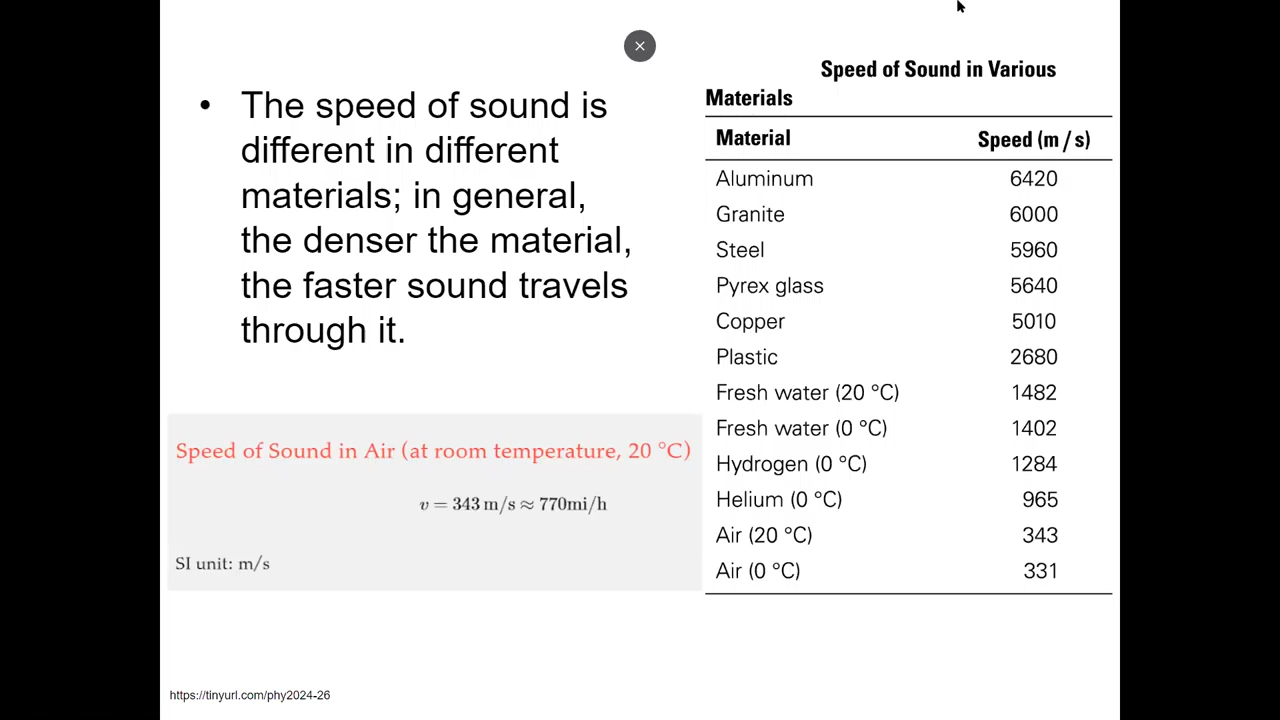 • The speed of sound is
different in different
materials; in general,
the denser the material,
the faster sound travels
through it.
Speed of Sound in Air (at room temperature, 20 °C)
v = 343 m/s ≈ 770mi/h
SI unit: m/s
Speed of Sound in Various
Materials
Material Speed (m / s)
Aluminum 6420
Granite 6000
Steel 5960
Pyrex glass 5640
Copper 5010
Plastic 2680
Fresh water (20 °C) 1482
Fresh water (0 °C) 1402
Hydrogen (0 °C) 1284
Helium (0 °C) 965
Air (20 °C) 343
Air (0 °C) 331
https://tinyurl.com/phy2024-26